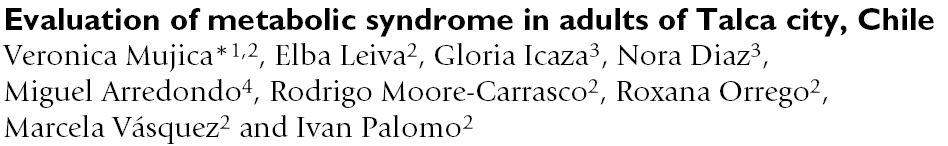 Evaluation of metabolic syndrome in adults of Talca city, Chile
Veronica Mujica*1,2, Elba Leiva2, Gloria Icaza3, Nora Diaz3,
Miguel Arredondo4, Rodrigo Moore-Carrasco2, Roxana Orrego2,
Marcela Vásquez2 and Ivan Palomo2